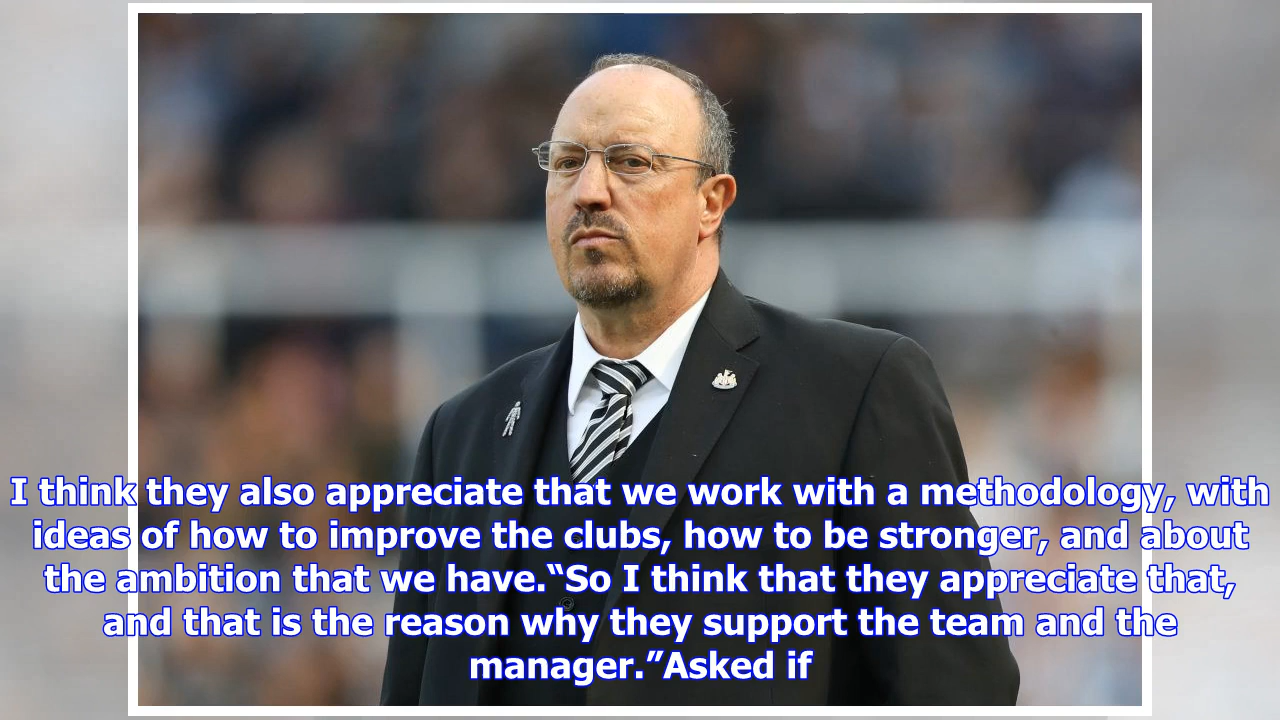 I think they also appreciate that we work with a methodology, with
ideas of how to improve the clubs, how to be stronger, and about
the ambition that we have.“So I think that they appreciate that,
and that is the reason why they support the team and the
manager.”Asked if